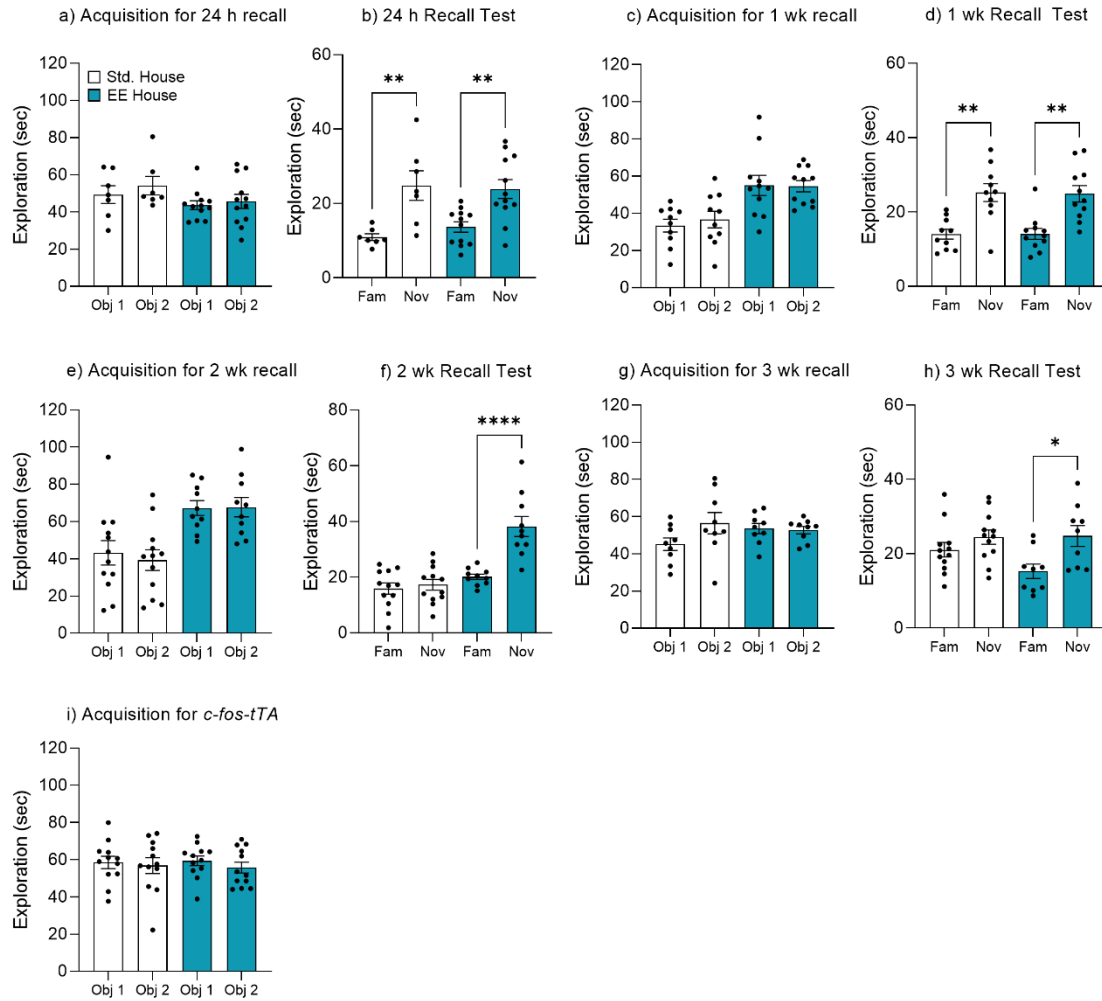 a) Acquisition for 24 h recall
Exploration (sec)
120
100
80
60
40
20
0
Std. House
EE House
Obj 1 Obj 2 Obj 1 Obj 2
b) 24 h Recall Test
Exploration (sec)
60
40
20
0
** **
Fam Nov Fam Nov
c) Acquisition for 1 wk recall
Exploration (sec)
120
100
80
60
40
20
0
Obj 1 Obj 2 Obj 1 Obj 2
d) 1 wk Recall Test
Exploration (sec)
60
40
20
0
** **
Fam Nov Fam Nov
e) Acquisition for 2 wk recall
Exploration (sec)
120
100
80
60
40
20
0
Obj 1 Obj 2 Obj 1 Obj 2
f) 2 wk Recall Test
Exploration (sec)
80
60
40
20
0
****
Fam Nov Fam Nov
g) Acquisition for 3 wk recall
Exploration (sec)
120
100
80
60
40
20
0
Obj 1 Obj 2 Obj 1 Obj 2
h) 3 wk Recall Test
Exploration (sec)
60
40
20
0
*
Fam Nov Fam Nov
i) Acquisition for c-fos-tTA
Exploration (sec)
120
100
80
60
40
20
0
Obj 1 Obj 2 Obj 1 Obj 2